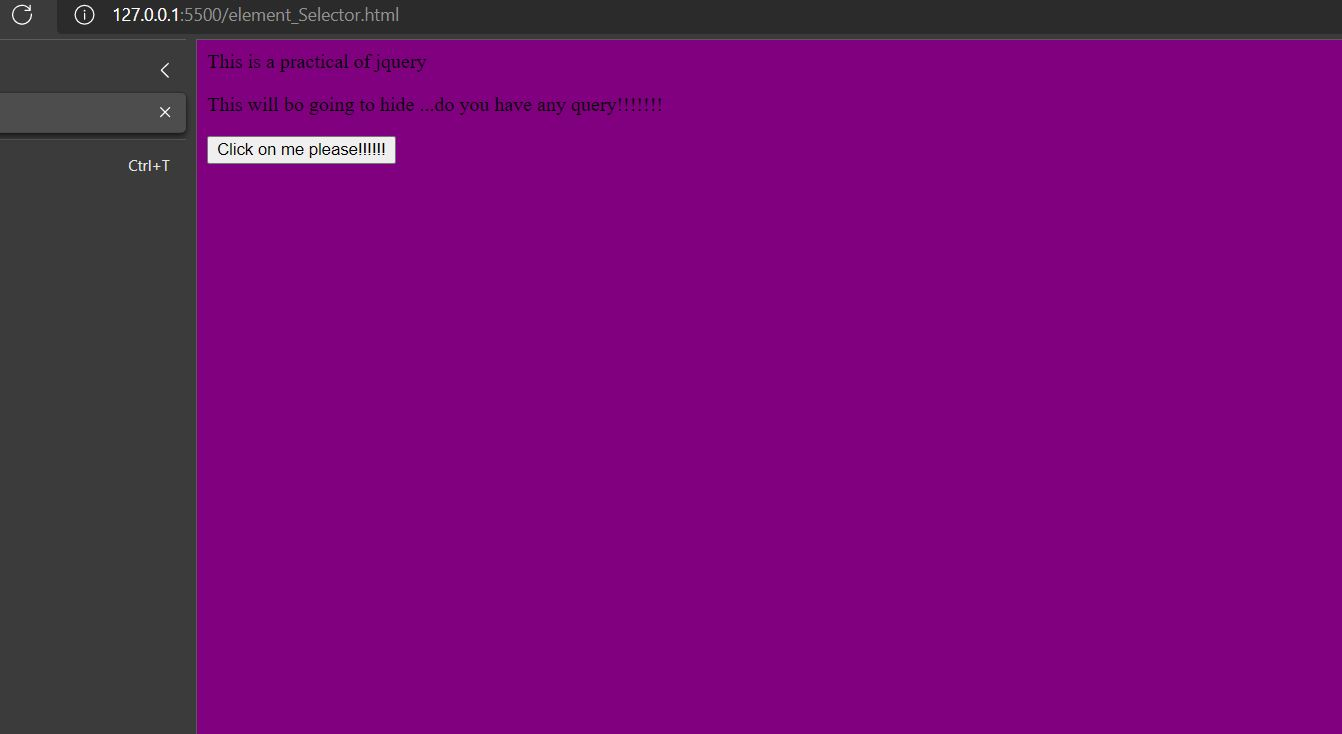 127.0.0.1:5500/element_Selector.html
Ctrl+T
This is a practical of jquery
This will bo going to hide ...do you have any query!!!!!!!
Click on me please!!!!!!